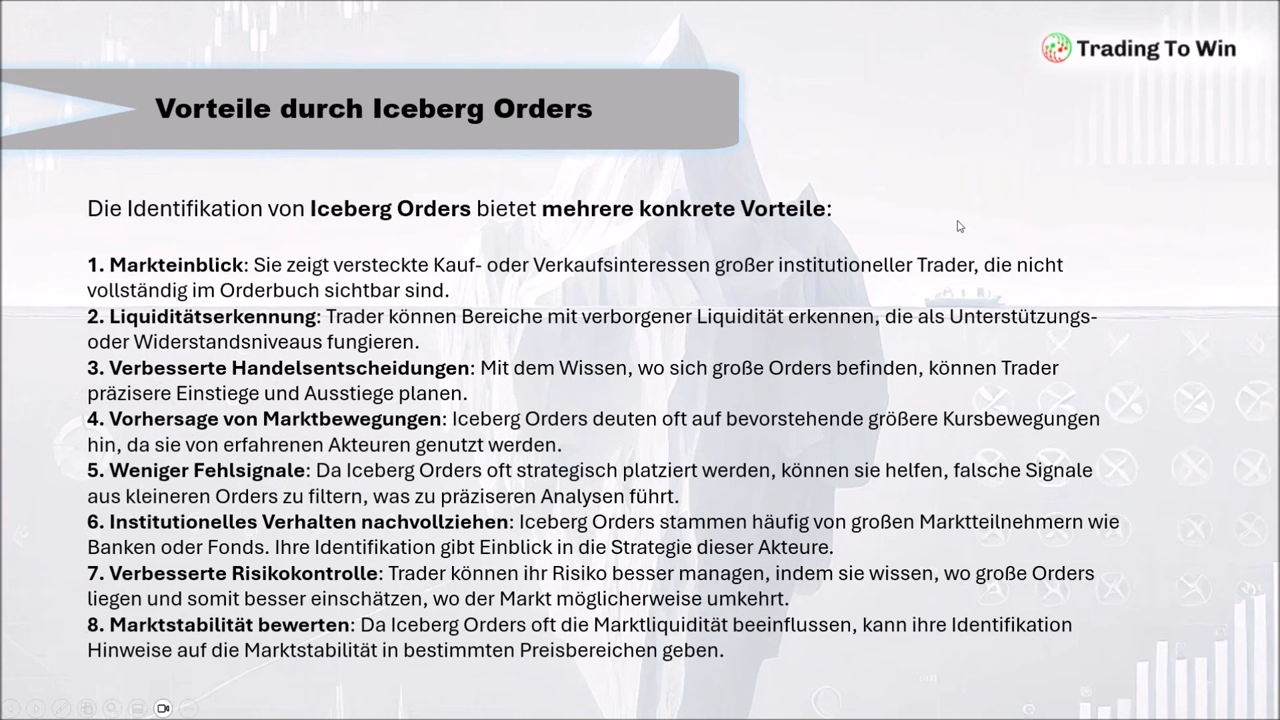 Trading To Win
Vorteile durch Iceberg Orders
Die Identifikation von Iceberg Orders bietet mehrere konkrete Vorteile:
1. Markteinblick: Sie zeigt versteckte Kauf- oder Verkaufsinteressen großer institutioneller Trader, die nicht
vollständig im Orderbuch sichtbar sind.
2. Liquiditätserkennung: Trader können Bereiche mit verborgener Liquidität erkennen, die als Unterstützungs-
oder Widerstandsniveaus fungieren.
3. Verbesserte Handelsentscheidungen: Mit dem Wissen, wo sich große Orders befinden, können Trader
präzisere Einstiege und Ausstiege planen.
4. Vorhersage von Marktbewegungen: Iceberg Orders deuten oft auf bevorstehende größere Kursbewegungen
hin, da sie von erfahrenen Akteuren genutzt werden.
5. Weniger Fehlsignale: Da Iceberg Orders oft strategisch platziert werden, können sie helfen, falsche Signale
aus kleineren Orders zu filtern, was zu präziseren Analysen führt.
6. Institutionelles Verhalten nachvollziehen: Iceberg Orders stammen häufig von großen Marktteilnehmern wie
Banken oder Fonds. Ihre Identifikation gibt Einblick in die Strategie dieser Akteure.
7. Verbesserte Risikokontrolle: Trader können ihr Risiko besser managen, indem sie wissen, wo große Orders
liegen und somit besser einschätzen, wo der Markt möglicherweise umkehrt.
8. Marktstabilität bewerten: Da Iceberg Orders oft die Marktliquidität beeinflussen, kann ihre Identifikation
Hinweise auf die Marktstabilität in bestimmten Preisbereichen geben.